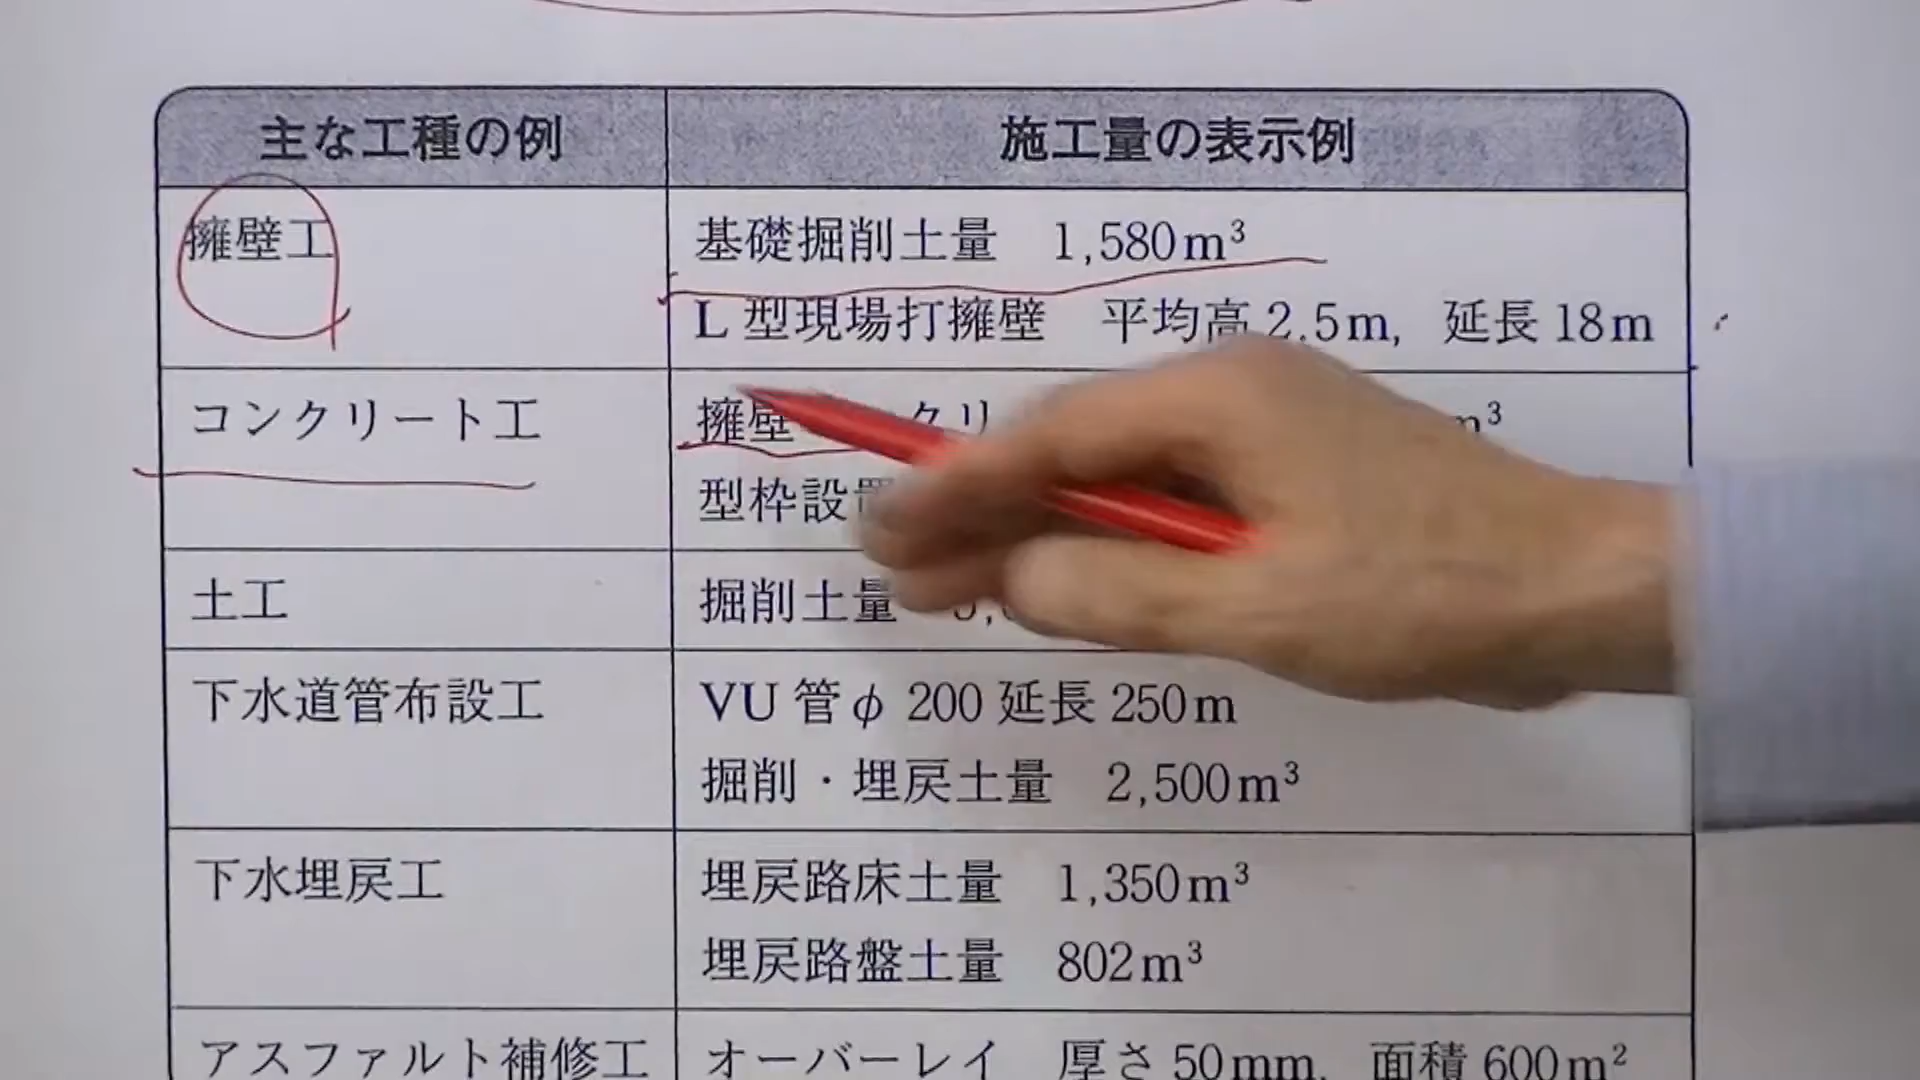 主な工種の例
施工量の表示例
擁壁工
基礎掘削土量 1,580m³
L型現場打擁壁 平均高2.5m, 延長18m
コンクリート工
擁壁 クリ m³
型枠設置
土工
掘削土量
下水道管布設工
VU管φ 200 延長250m
掘削・埋戻土量 2,500m³
下水埋戻工
埋戻路床土量 1,350m³
埋戻路盤土量 802m³
アスファルト補修工
オーバーレイ 厚さ50mm, 面積600m²